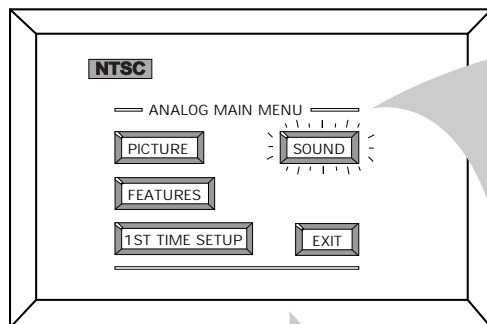 NTSC
ANALOG MAIN MENU
PICTURE SOUND
FEATURES
1ST TIME SETUP EXIT